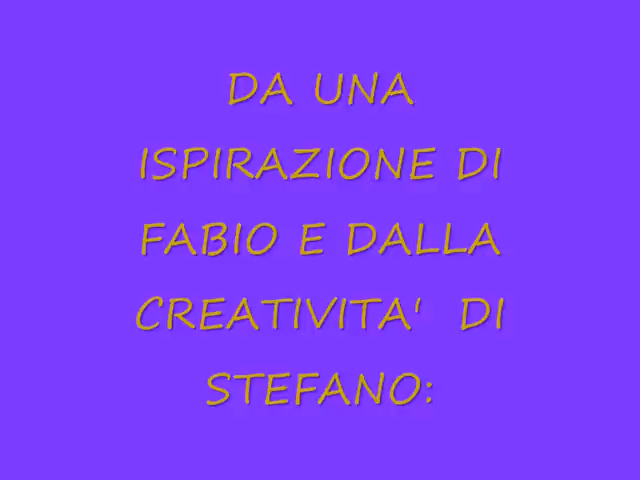 DA UNA
ISPIRAZIONE DI
FABIO E DALLA
CREATIVITA' DI
STEFANO: